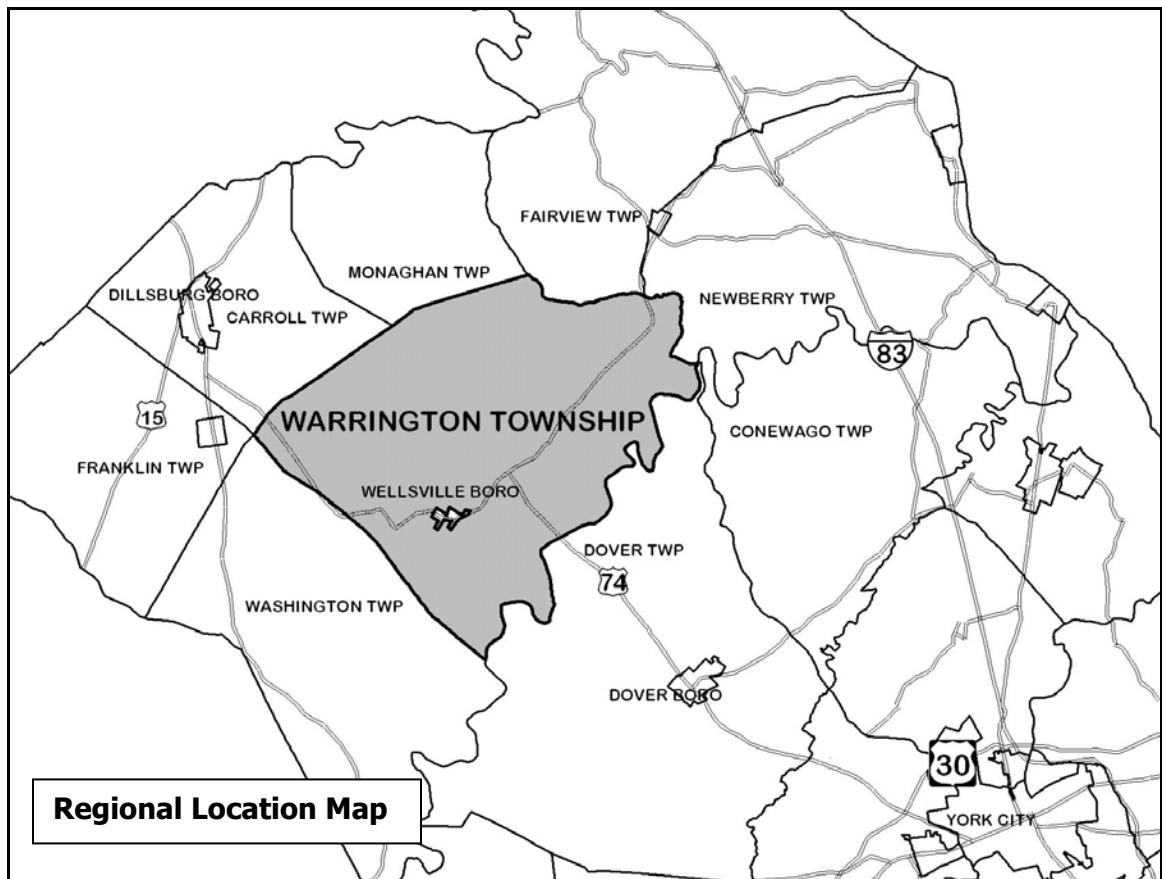 FAIRVIEW TWP
MONAGHAN TWP
DILLSBURG BORO
NEWBERRY TWP
CARROLL TWP
83
15
WARRINGTON TOWNSHIP
CONEWAGO TWP
FRANKLIN TWP
WELLSVILLE BORO
DOVER TWP
74
WASHINGTON TWP
DOVER BORO
30
Regional Location Map
YORK CITY